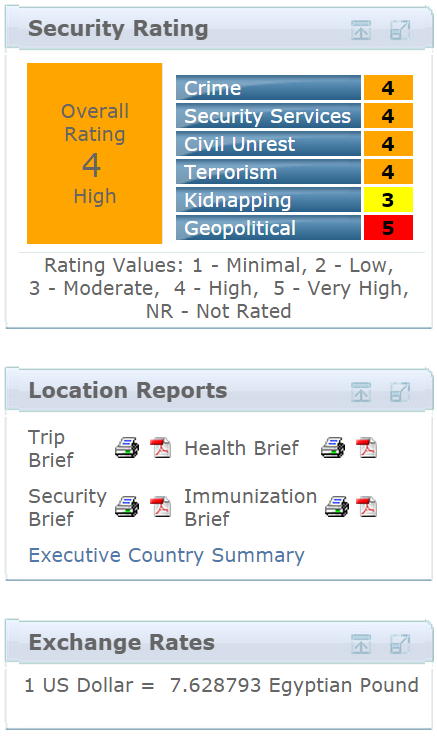 Security Rating
Overall
Rating
4
High
Crime 4
Security Services 4
Civil Unrest 4
Terrorism 4
Kidnapping 3
Geopolitical 5
Rating Values: 1 - Minimal, 2 - Low,
3 - Moderate,  4 - High,  5 - Very High,
NR - Not Rated
Location Reports
Trip
Brief
Health Brief
Security
Brief
Immunization
Brief
Executive Country Summary
Exchange Rates
1 US Dollar =  7.628793 Egyptian Pound